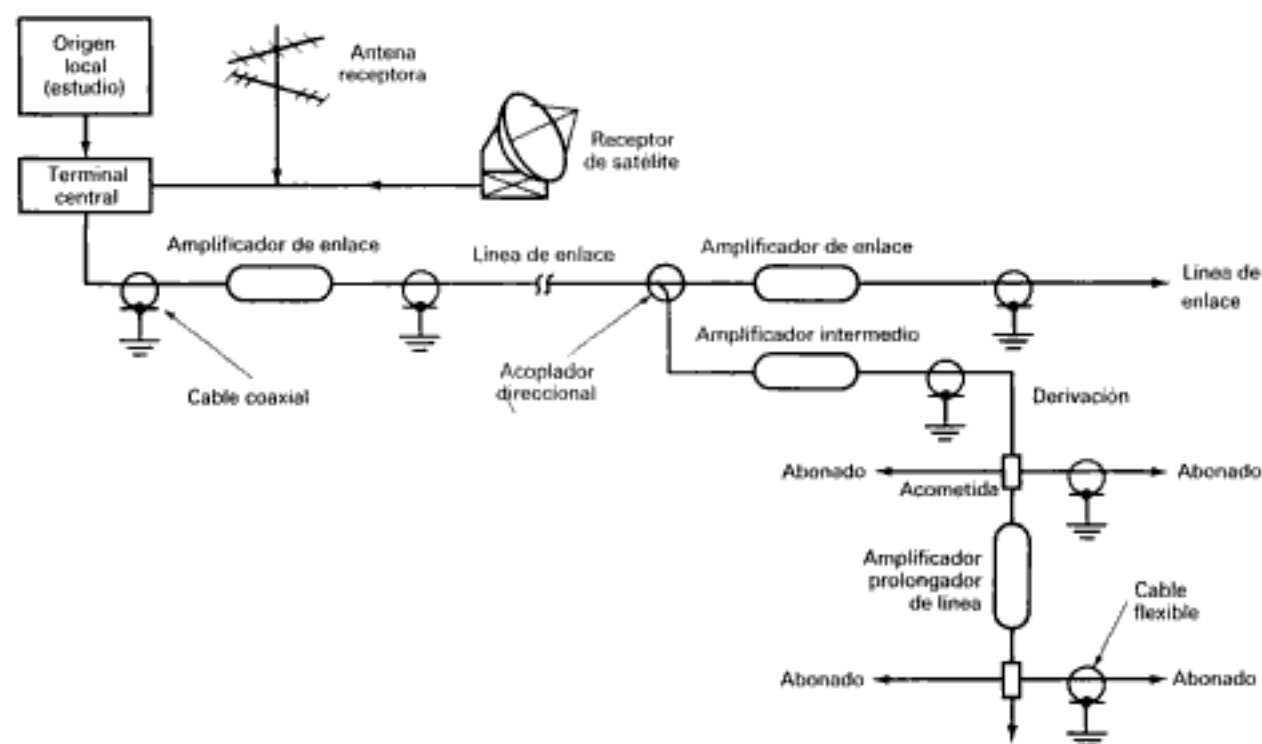 Origen
local
(estudio)
Antena
receptora
Receptor
de satélite
Terminal
central
Amplificador de enlace
Línea de enlace
Amplificador de enlace
Línea de
enlace
Amplificador intermedio
Cable coaxial
Acoplador
direccional
Derivación
Abonado
Acometida
Abonado
Amplificador
prolongador
de línea
Cable
flexible
Abonado
Abonado